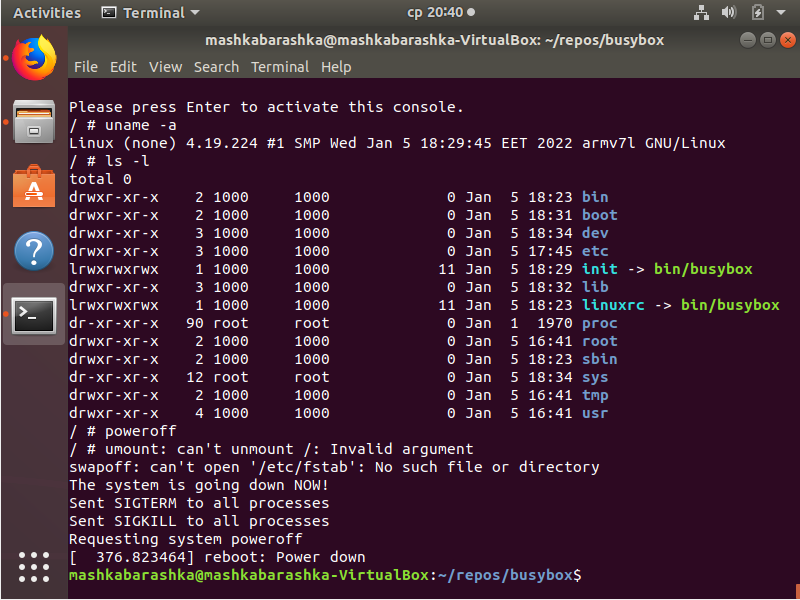 Activities Terminal ср 20:40
mashkabarashka@mashkabarashka-VirtualBox: ~/repos/busybox
File Edit View Search Terminal Help
Please press Enter to activate this console.
/ # uname -a
Linux (none) 4.19.224 #1 SMP Wed Jan 5 18:29:45 EET 2022 armv7l GNU/Linux
/ # ls -l
total 0
drwxr-xr-x    2 1000     1000             0 Jan  5 18:23 bin
drwxr-xr-x    2 1000     1000             0 Jan  5 18:31 boot
drwxr-xr-x    3 1000     1000             0 Jan  5 18:34 dev
drwxr-xr-x    3 1000     1000             0 Jan  5 17:45 etc
lrwxrwxrwx    1 1000     1000            11 Jan  5 18:29 init -> bin/busybox
drwxr-xr-x    3 1000     1000             0 Jan  5 18:32 lib
lrwxrwxrwx    1 1000     1000            11 Jan  5 18:23 linuxrc -> bin/busybox
dr-xr-xr-x   90 root     root             0 Jan  1  1970 proc
drwxr-xr-x    2 1000     1000             0 Jan  5 16:41 root
drwxr-xr-x    2 1000     1000             0 Jan  5 18:23 sbin
dr-xr-xr-x   12 root     root             0 Jan  5 18:34 sys
drwxr-xr-x    2 1000     1000             0 Jan  5 16:41 tmp
drwxr-xr-x    4 1000     1000             0 Jan  5 16:41 usr
/ # poweroff
/ # umount: can't unmount /: Invalid argument
swapoff: can't open '/etc/fstab': No such file or directory
The system is going down NOW!
Sent SIGTERM to all processes
Sent SIGKILL to all processes
Requesting system poweroff
[  376.823464] reboot: Power down
mashkabarashka@mashkabarashka-VirtualBox:~/repos/busybox$